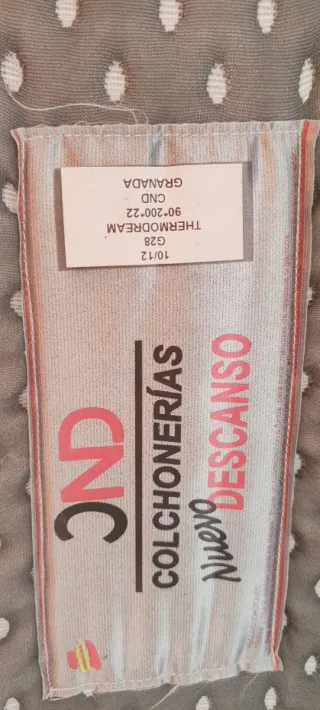 CND
COLCHONERÍAS
Nuevo
DESCANSO
10/12
G28
THERMODREAM
90*200*22
CND
GRANADA